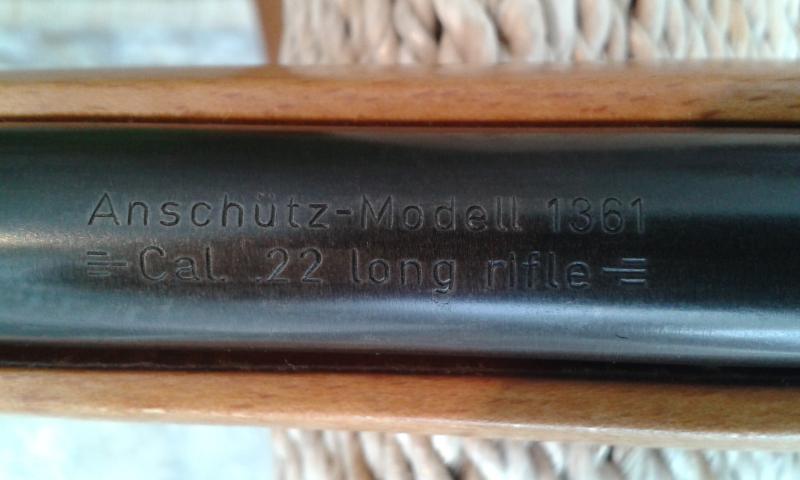 Anschütz-Modell 1361
Cal. .22 long rifle